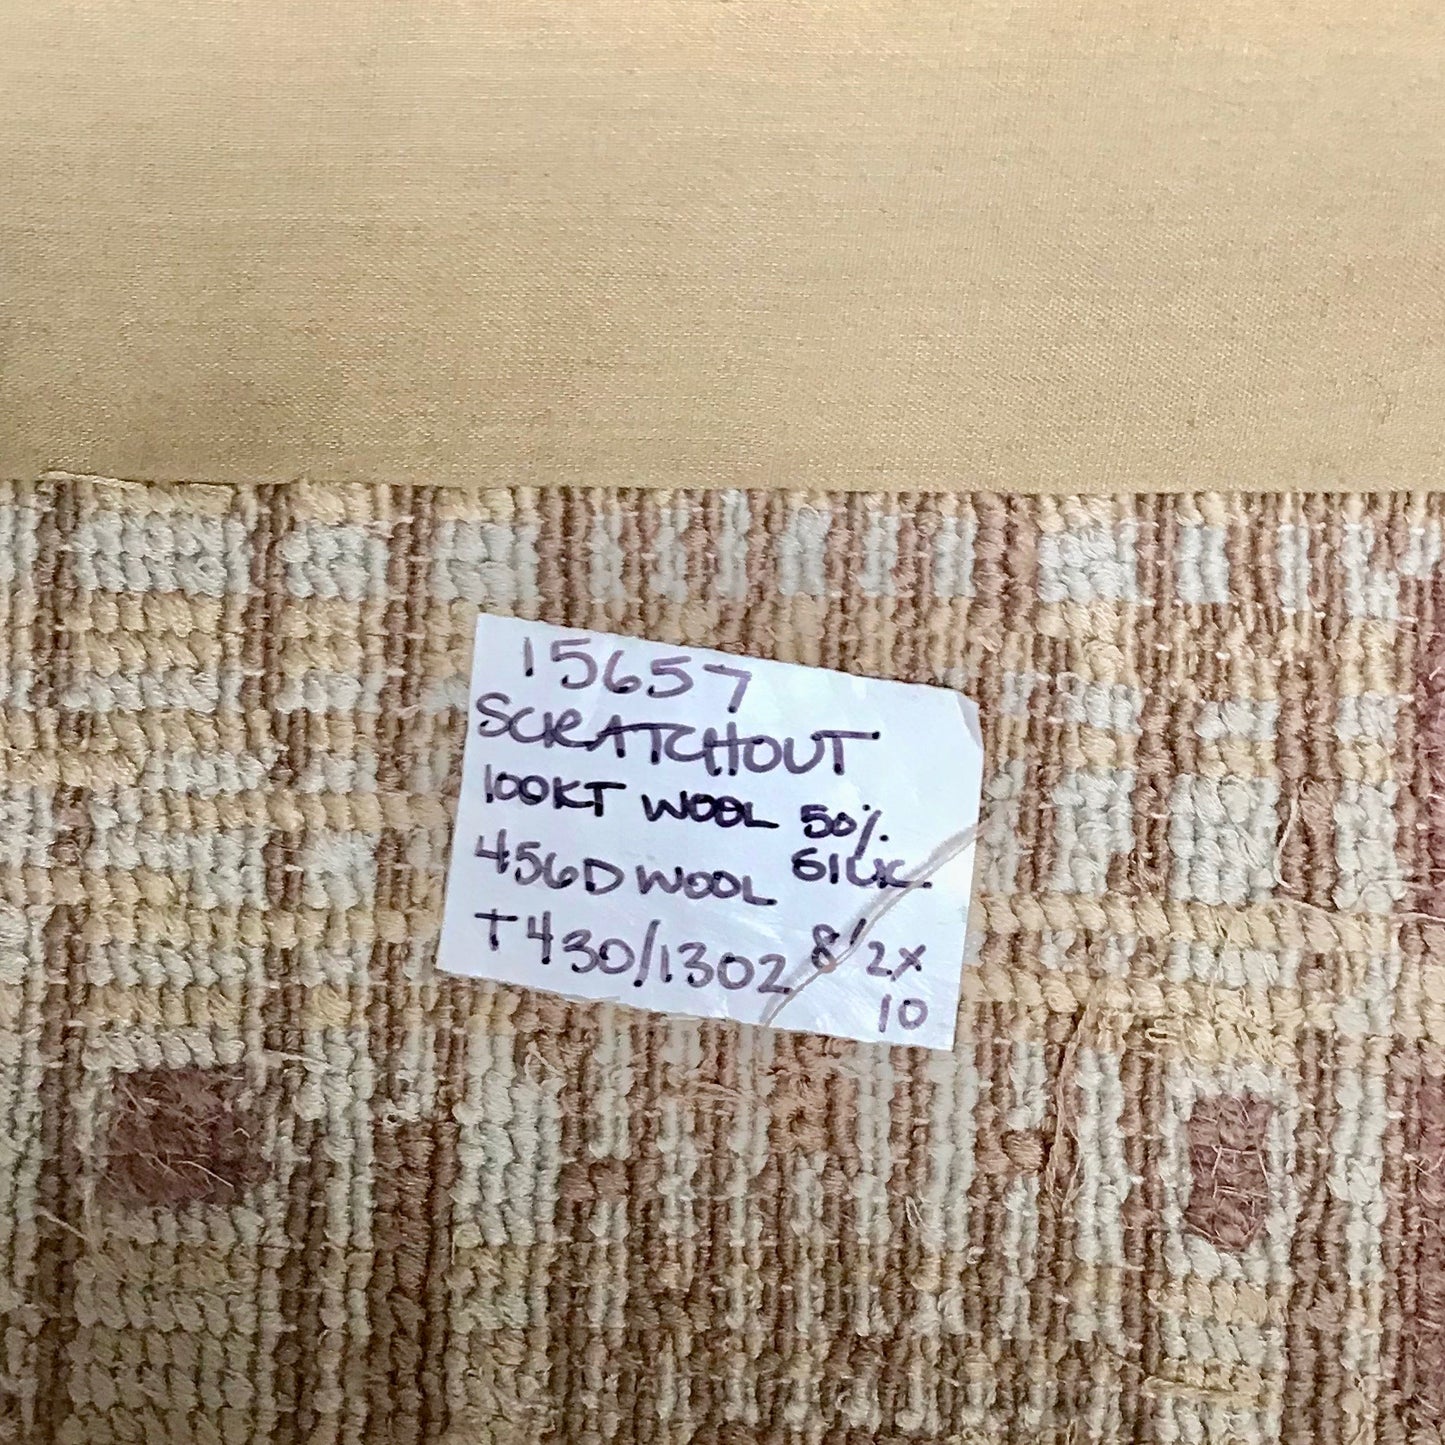 15657
SCRATCHOUT
100KT WOOL 50%
SILK.
456D WOOL
T430/1302 8'2x
10